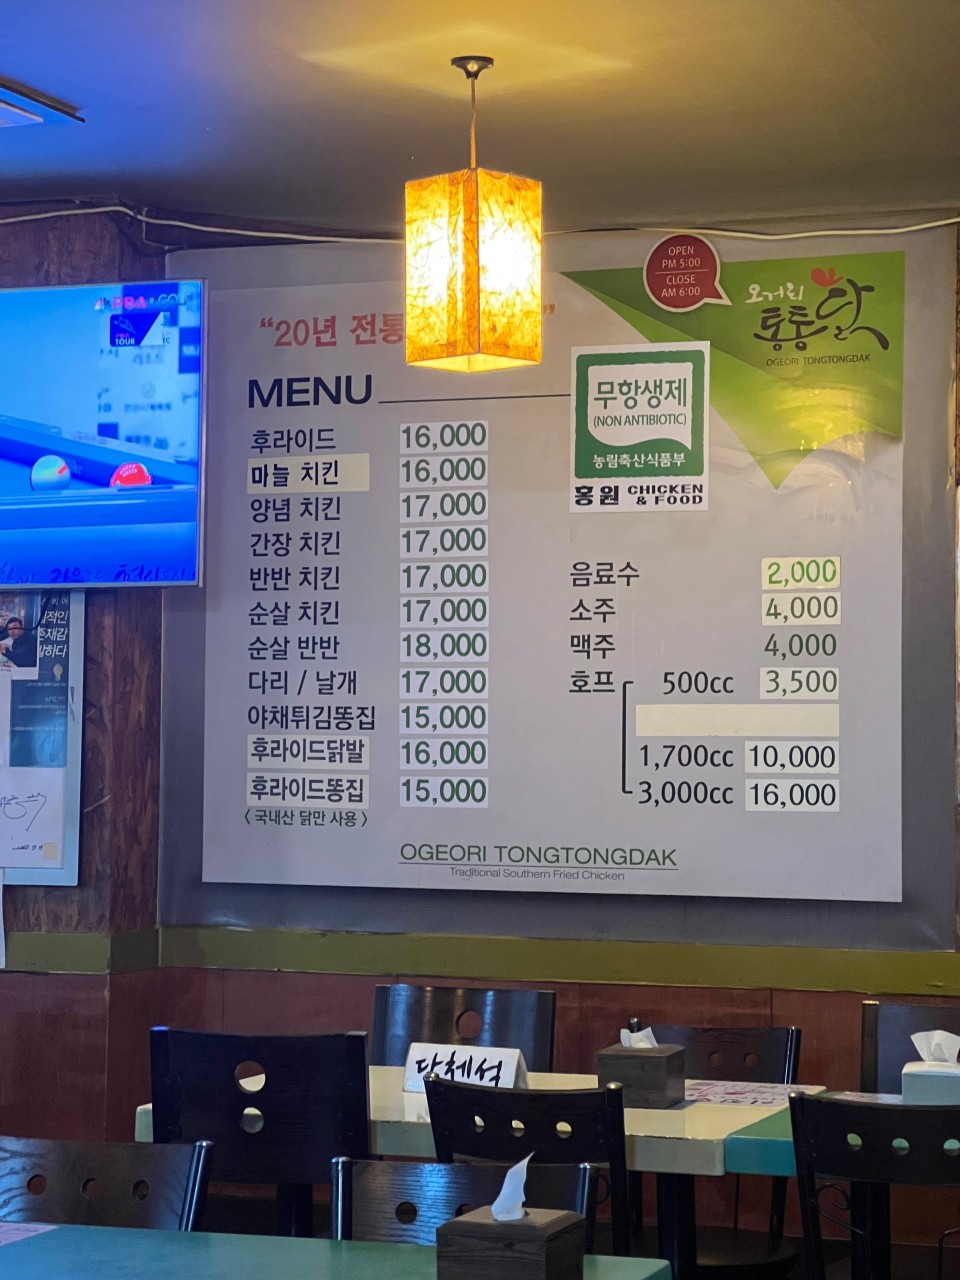 OPEN
PM 5:00
CLOSE
AM 6:00
오거리
통통닭
OGEORI TONGTONGDAK
"20년 전통
MENU
무항생제
(NON ANTIBIOTIC)
농림축산식품부
홍원 CHICKEN & FOOD
후라이드 16,000
마늘 치킨 16,000
양념 치킨 17,000
간장 치킨 17,000
반반 치킨 17,000
순살 치킨 17,000
순살 반반 18,000
다리 / 날개 17,000
야채튀김똥집 15,000
후라이드닭발 16,000
후라이드똥집 15,000
< 국내산 닭만 사용 >
음료수 2,000
소주 4,000
맥주 4,000
호프 500cc 3,500
1,700cc 10,000
3,000cc 16,000
OGEORI TONGTONGDAK
Traditional Southern Fried Chicken
PBA
TOUR
단체석